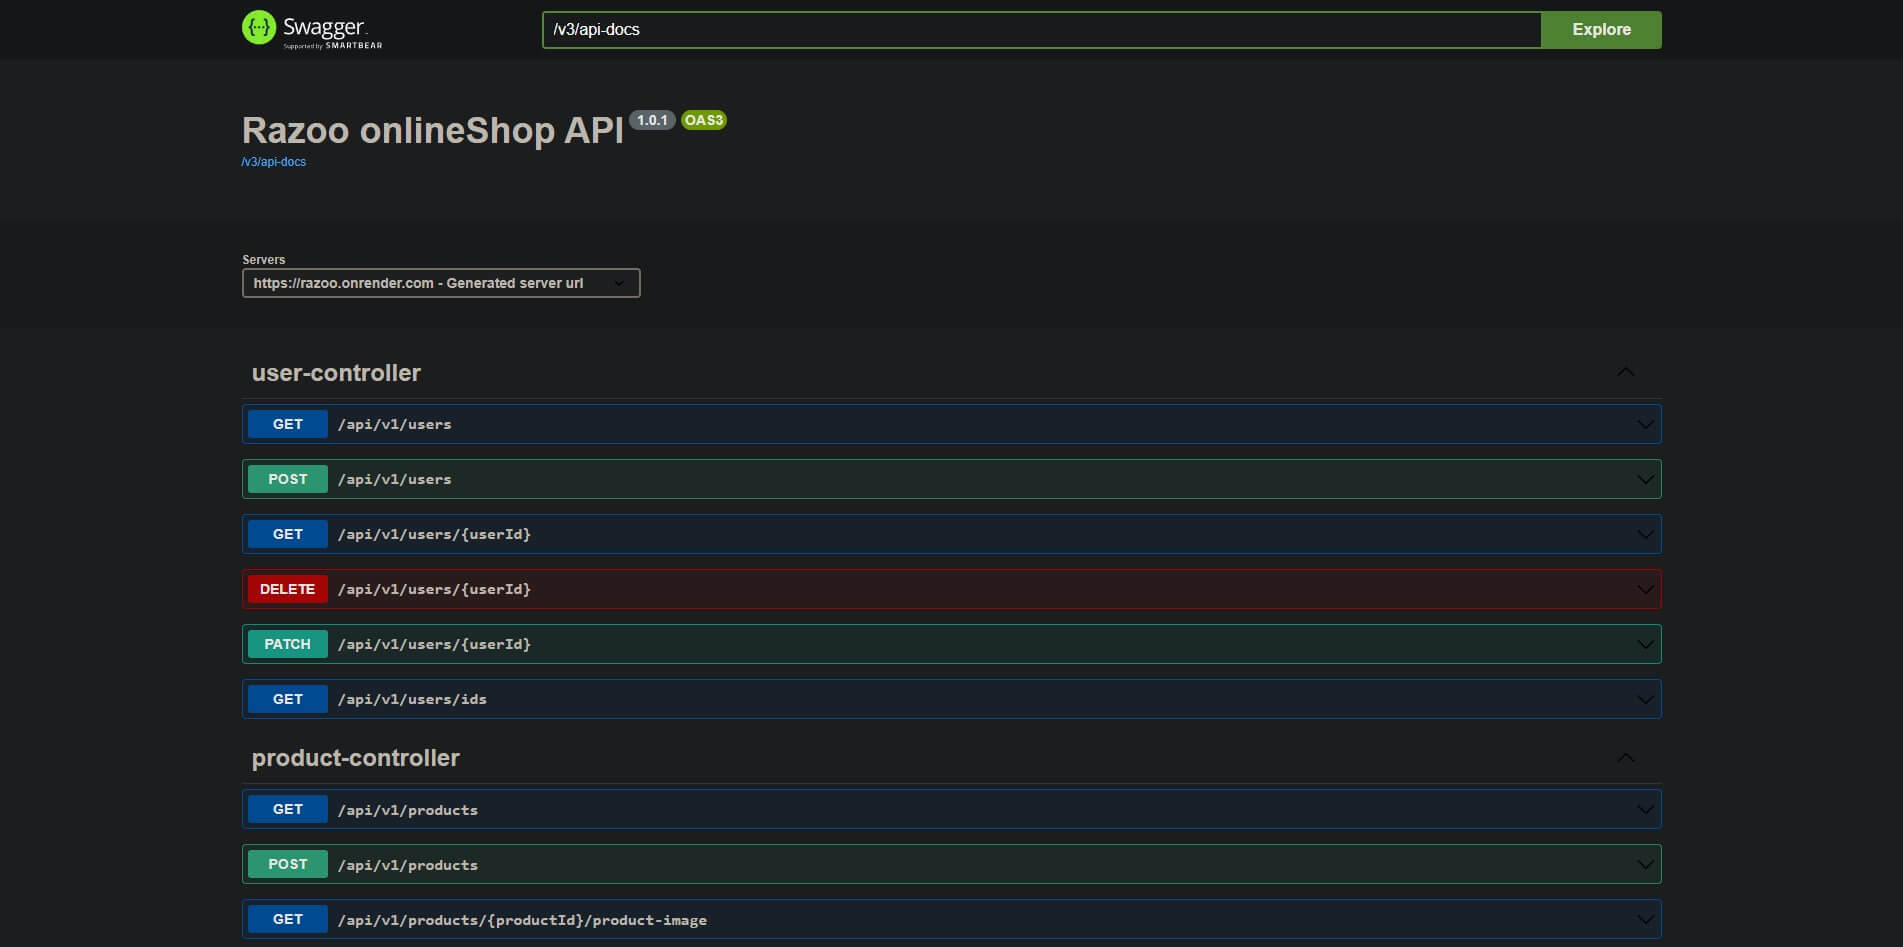 Swagger.
Supported by SMARTBEAR
/v3/api-docs
Explore
Razoo onlineShop API 1.0.1 OAS3
/v3/api-docs
Servers
https://razoo.onrender.com - Generated server url
user-controller
GET /api/v1/users
POST /api/v1/users
GET /api/v1/users/{userId}
DELETE /api/v1/users/{userId}
PATCH /api/v1/users/{userId}
GET /api/v1/users/ids
product-controller
GET /api/v1/products
POST /api/v1/products
GET /api/v1/products/{productId}/product-image